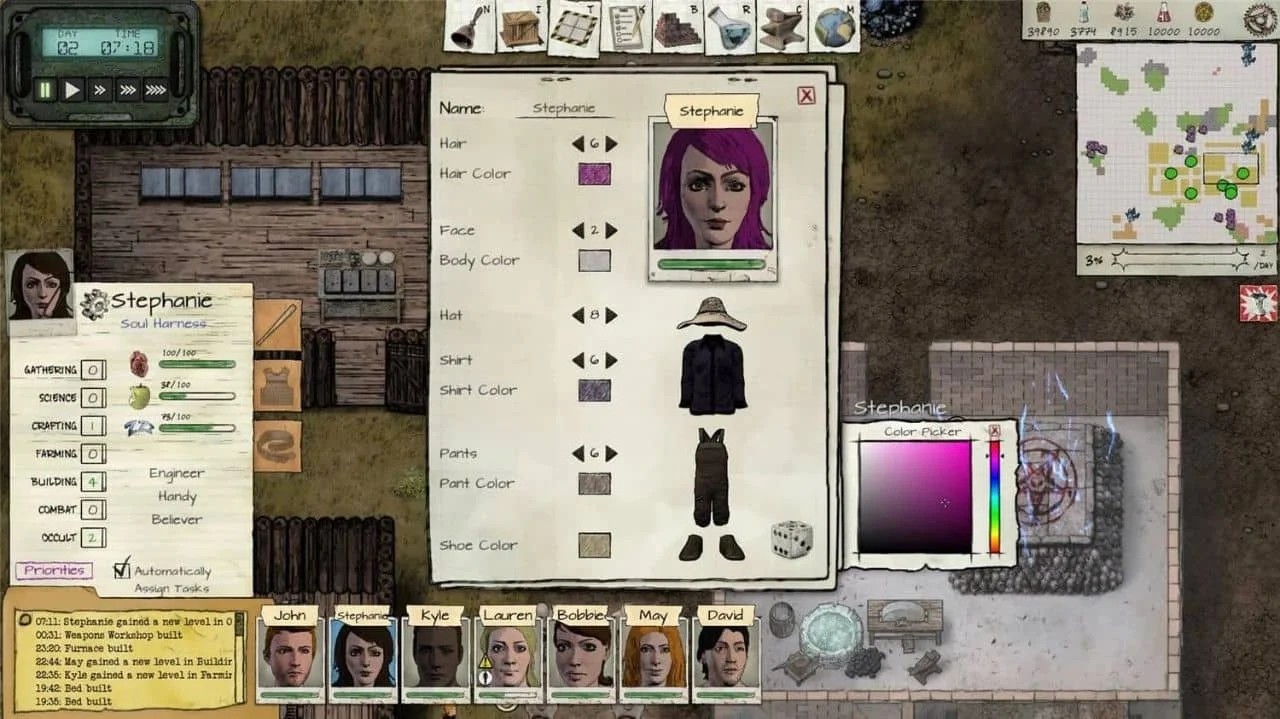 DAY TIME
02 07:18
N I T K B R C M
39890 3774 8915 10000 10000
Name: Stephanie
Stephanie
Hair 6
Hair Color
Face 2
Body Color
Hat 8
Shirt 6
Shirt Color
Pants 6
Pant Color
Shoe Color
3% 2
/DAY
Stephanie
Soul Harness
100/100
GATHERING 0
38/100
SCIENCE 0
73/100
CRAFTING 1
FARMING 0
BUILDING 4
COMBAT 0
OCCULT 2
Engineer
Handy
Believer
Priorities
Automatically
Assign Tasks
Stephanie
Color Picker
07:11: Stephanie gained a new level in O
00:31: Weapons Workshop built
23:20: Furnace built
22:44: May gained a new level in Buildin
22:35: Kyle gained a new level in Farmin
19:42: Bed built
19:35: Bed built
John Stephanie Kyle Lauren Bobbie May David